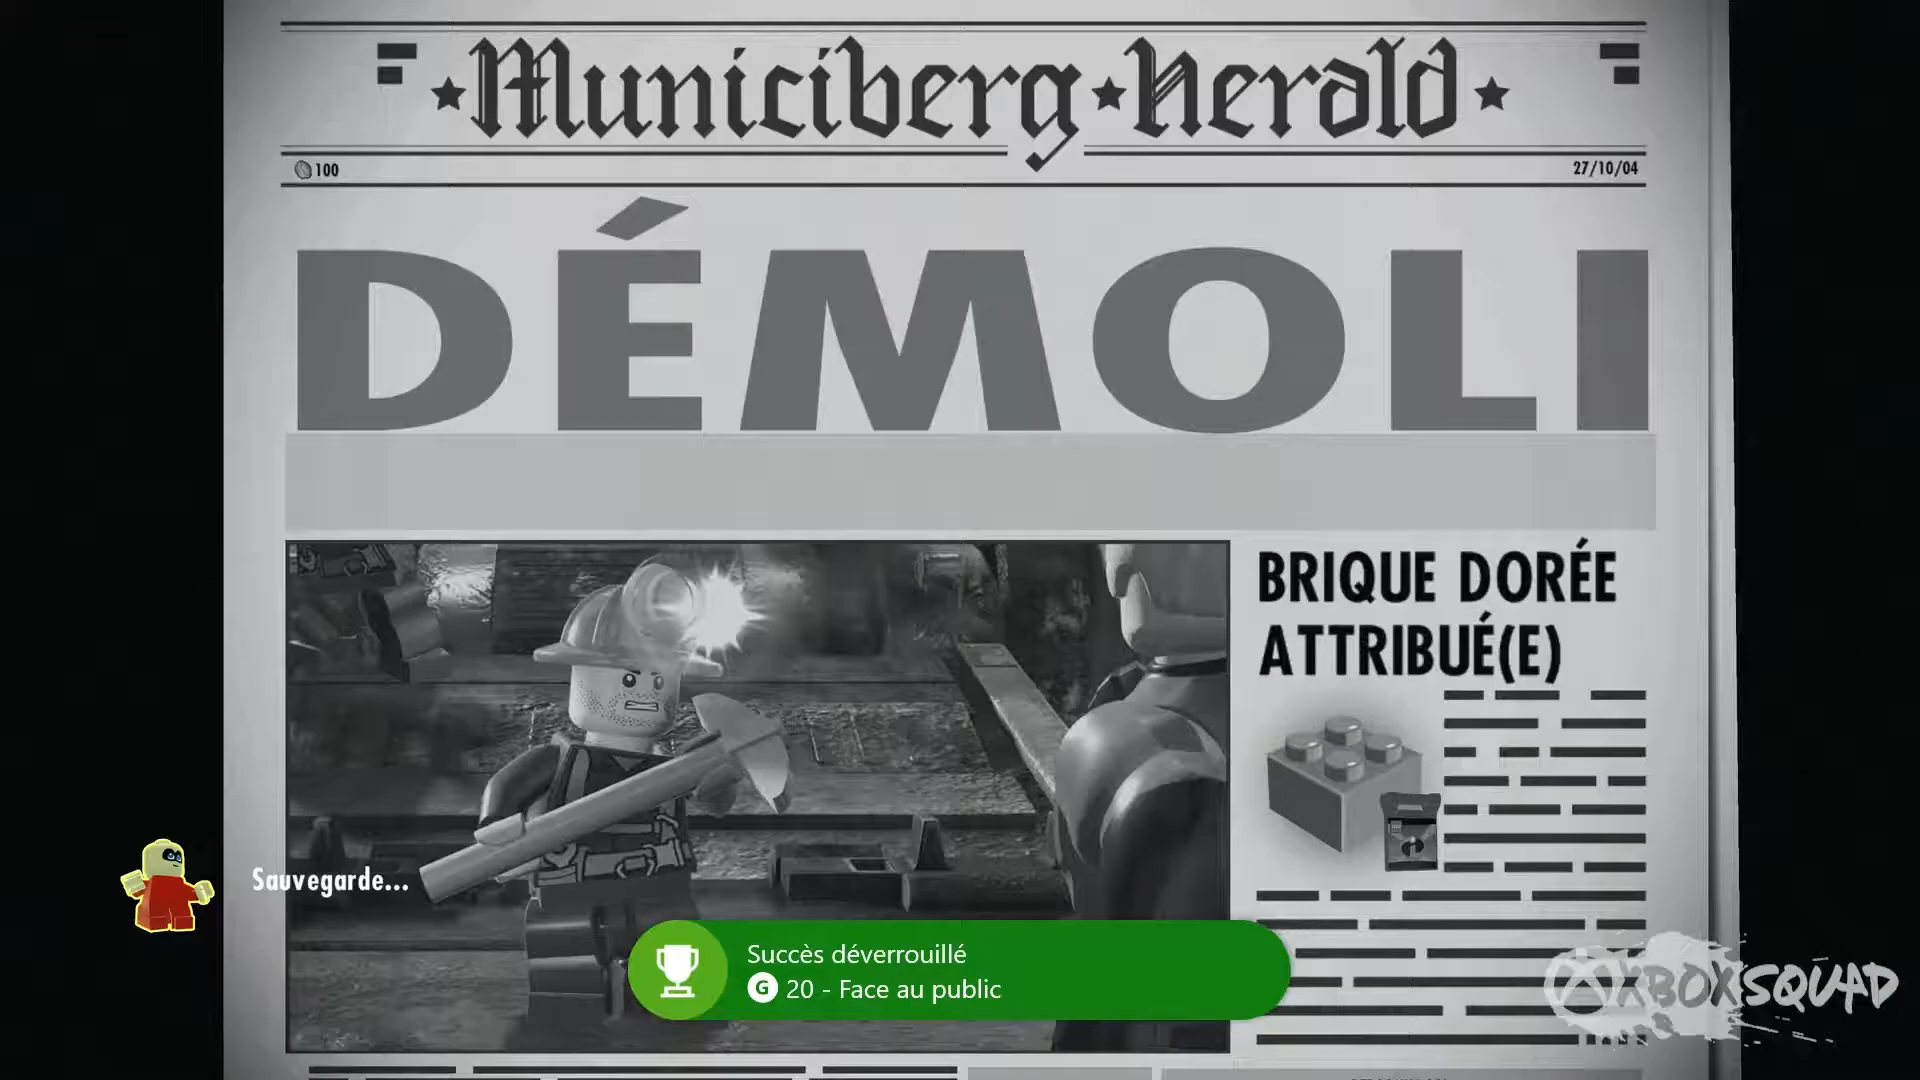 Municiberg Herald
100
27/10/04
DÉMOLI
BRIQUE DORÉE
ATTRIBUÉ(E)
Sauvegarde...
Succès déverrouillé
G 20 - Face au public
XBOXSQUAD